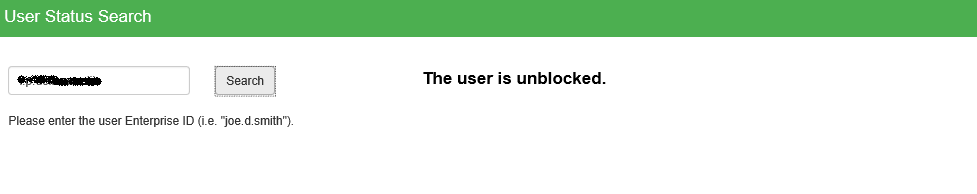 User Status Search
Search
The user is unblocked.
Please enter the user Enterprise ID (i.e. "joe.d.smith").